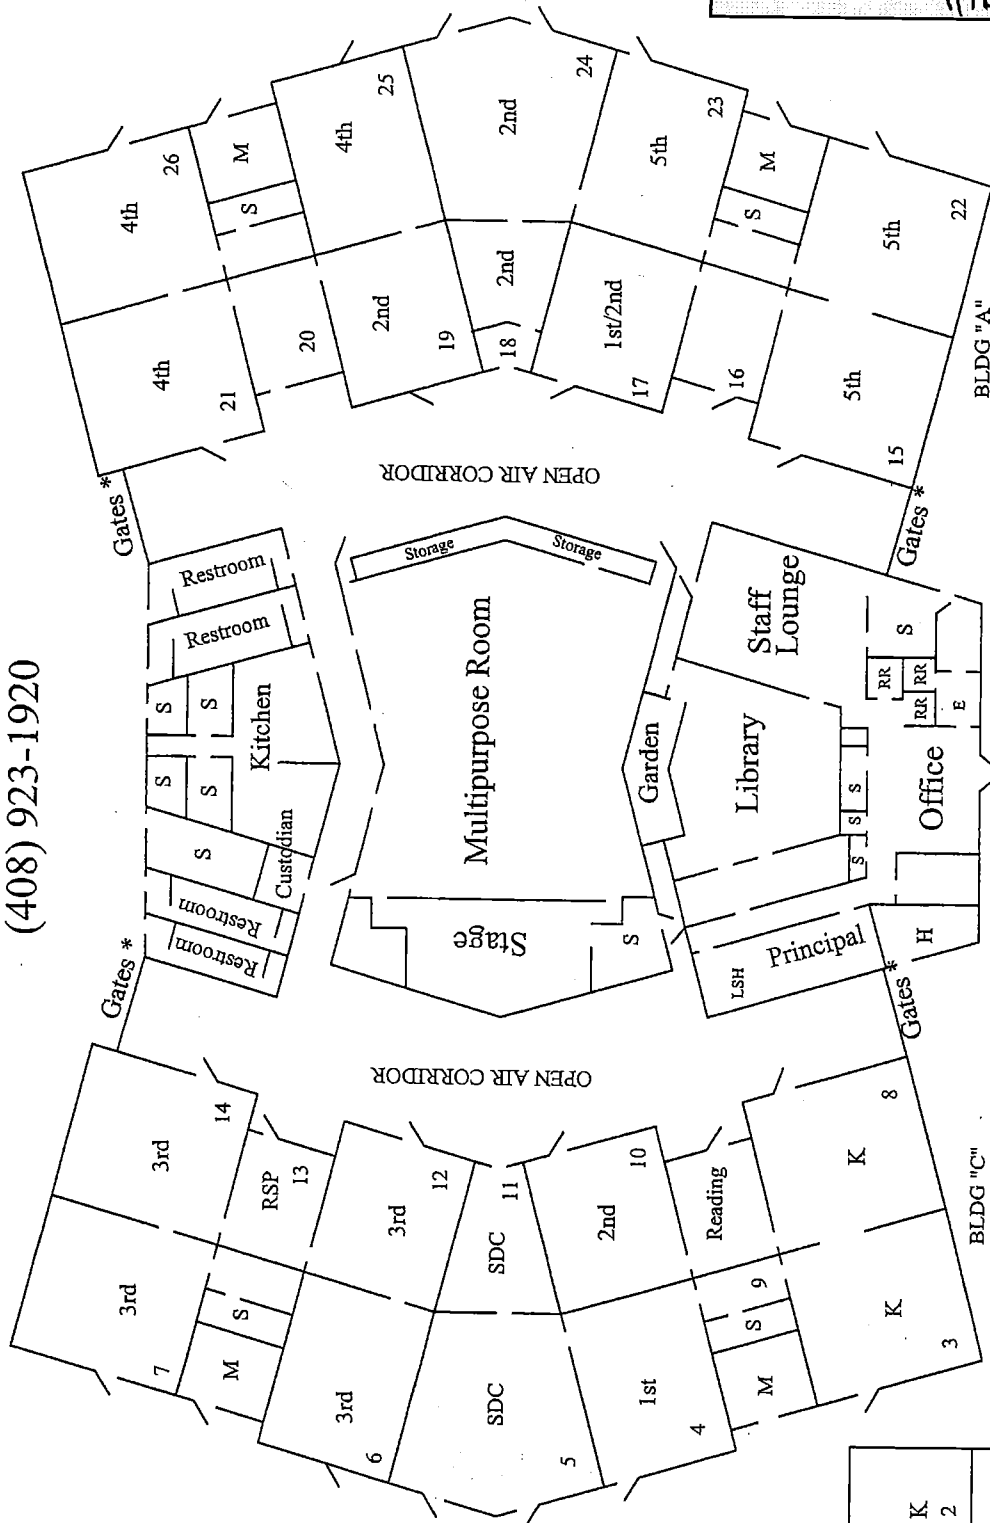 (408) 923-1920
Gates *
Gates *
4th
26
M
S
4th
21
20
4th
25
2nd
19
2nd
24
2nd
18
5th
23
1st/2nd
17
M
S
16
5th
22
5th
15
BLDG "A"
OPEN AIR CORRIDOR
Restroom
Restroom
S
S
S
S
Kitchen
S
Custodian
Restroom
Restroom
Storage
Storage
Multipurpose Room
Stage
S
Garden
Staff
Lounge
Library
S
RR
RR
RR
E
S
S
S
Office
LSH
Principal
H
Gates *
Gates *
OPEN AIR CORRIDOR
3rd
14
3rd
7
RSP
13
S
M
3rd
12
3rd
6
SDC
11
SDC
5
2nd
10
1st
4
Reading
9
S
M
K
8
K
3
BLDG "C"
K
2